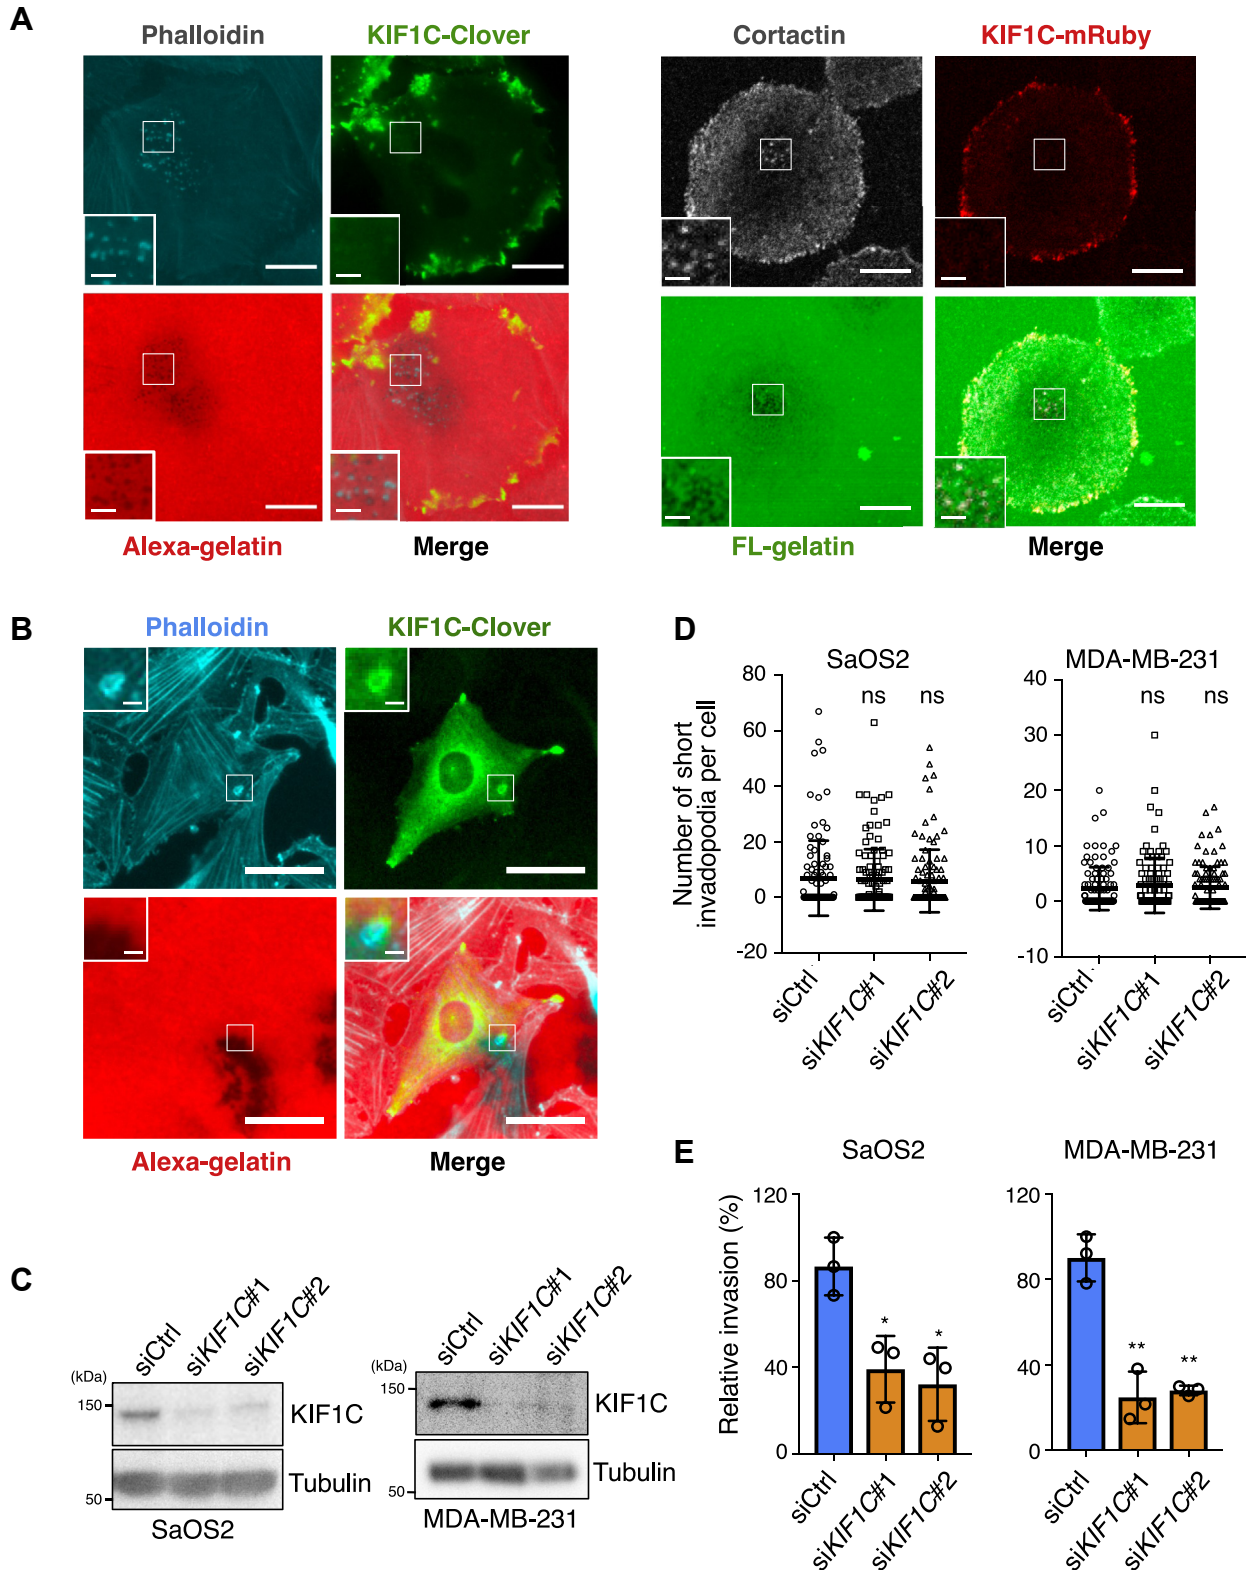 A
Phalloidin
KIF1C-Clover
Cortactin
KIF1C-mRuby
Alexa-gelatin
Merge
FL-gelatin
Merge
B
Phalloidin
KIF1C-Clover
Alexa-gelatin
Merge
C
siCtrl
siKIF1C#1
siKIF1C#2
(kDa)
150
KIF1C
50
Tubulin
SaOS2
siCtrl
siKIF1C#1
siKIF1C#2
(kDa)
150
KIF1C
50
Tubulin
MDA-MB-231
D
SaOS2
Number of short
invadopodia per cell
80
60
40
20
0
-20
ns
ns
siCtrl
siKIF1C#1
siKIF1C#2
MDA-MB-231
40
30
20
10
0
-10
ns
ns
siCtrl
siKIF1C#1
siKIF1C#2
E
SaOS2
Relative invasion (%)
120
80
40
0
*
*
siCtrl
siKIF1C#1
siKIF1C#2
MDA-MB-231
120
80
40
0
**
**
siCtrl
siKIF1C#1
siKIF1C#2